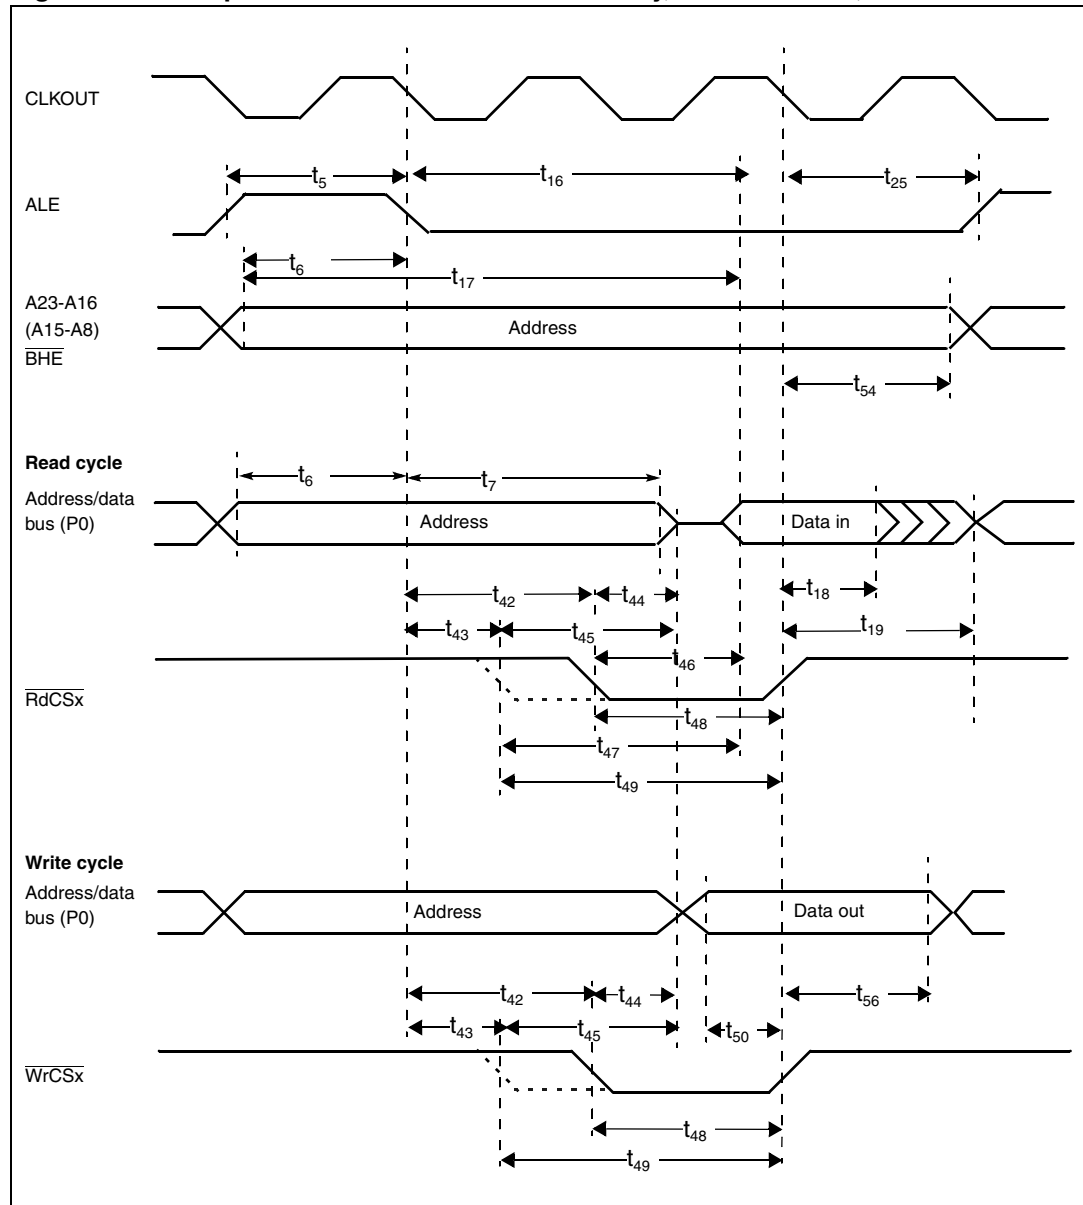 CLKOUT
t5
t16
t25
ALE
t6
t17
A23-A16
(A15-A8)
BHE
Address
t54
Read cycle
t6
t7
Address/data
bus (P0)
Address
Data in
t18
t42
t44
t19
t43
t45
t46
RdCSx
t48
t47
t49
Write cycle
Address/data
bus (P0)
Address
Data out
t42
t44
t56
t43
t45
t50
WrCSx
t48
t49